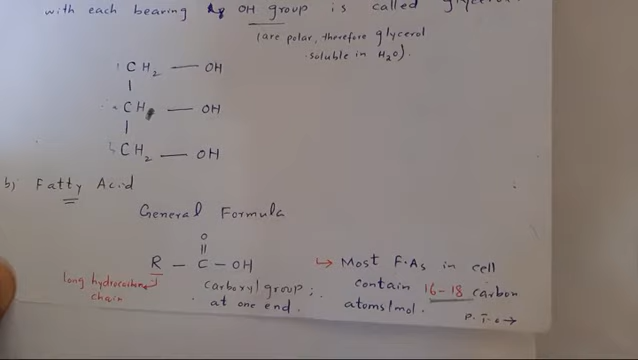 with each bearing OH group is called
(are polar, therefore glycerol
soluble in H2O).
CH2 — OH
|
CH — OH
|
CH2 — OH
b) Fatty Acid
General Formula
O
||
R — C — OH
long hydrocarbon
chain
carboxyl group
at one end.
↳ Most F.As in cell
contain 16-18 carbon
atoms/mol.
P.T.O →